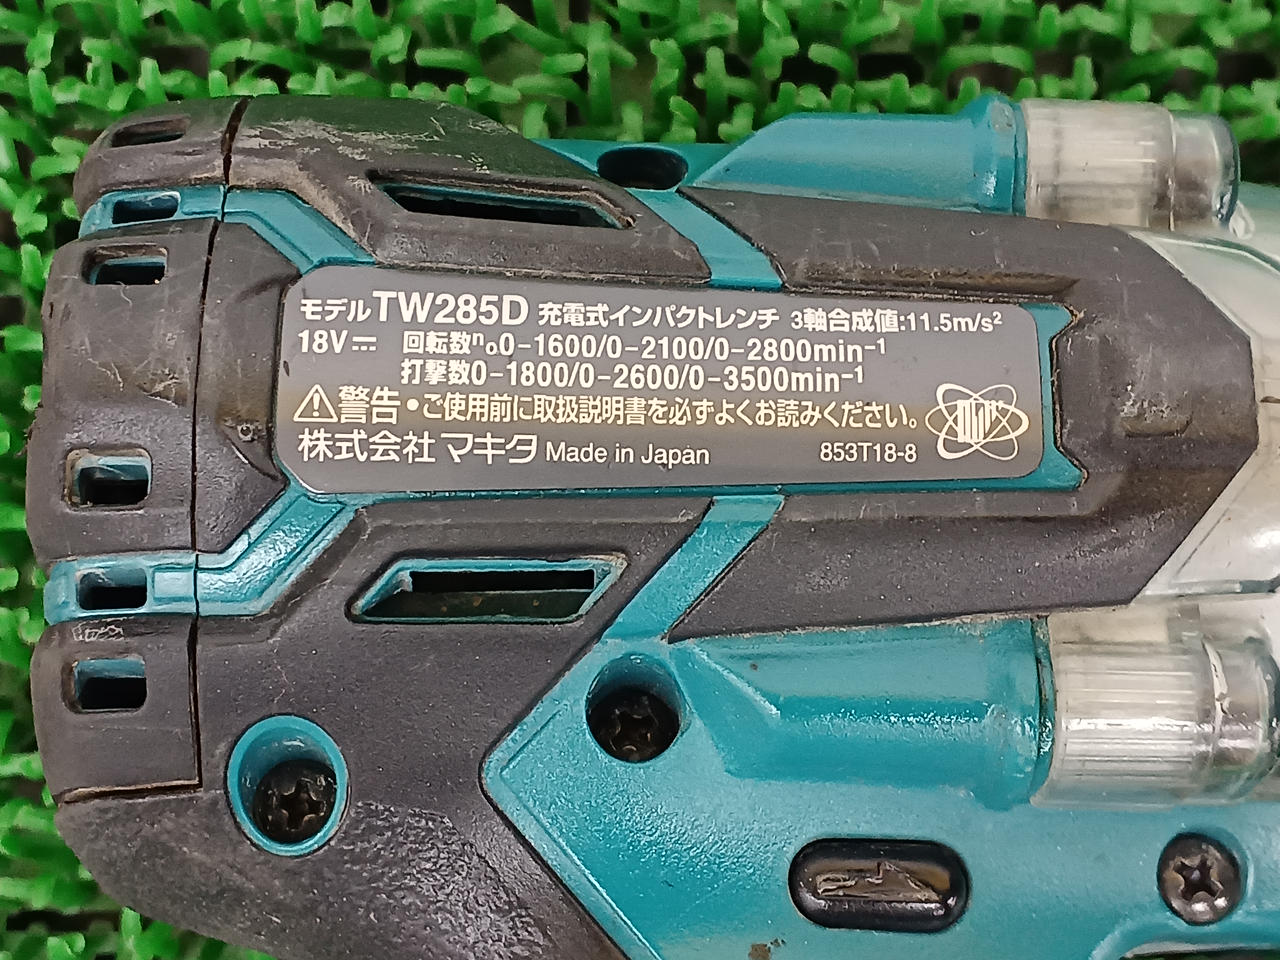 モデルTW285D 充電式インパクトレンチ 3軸合成値:11.5m/s²
18V⎓ 回転数n₀0-1600/0-2100/0-2800min⁻¹
打撃数0-1800/0-2600/0-3500min⁻¹
⚠警告・ご使用前に取扱説明書を必ずよくお読みください。
株式会社 マキタ Made in Japan 853T18-8